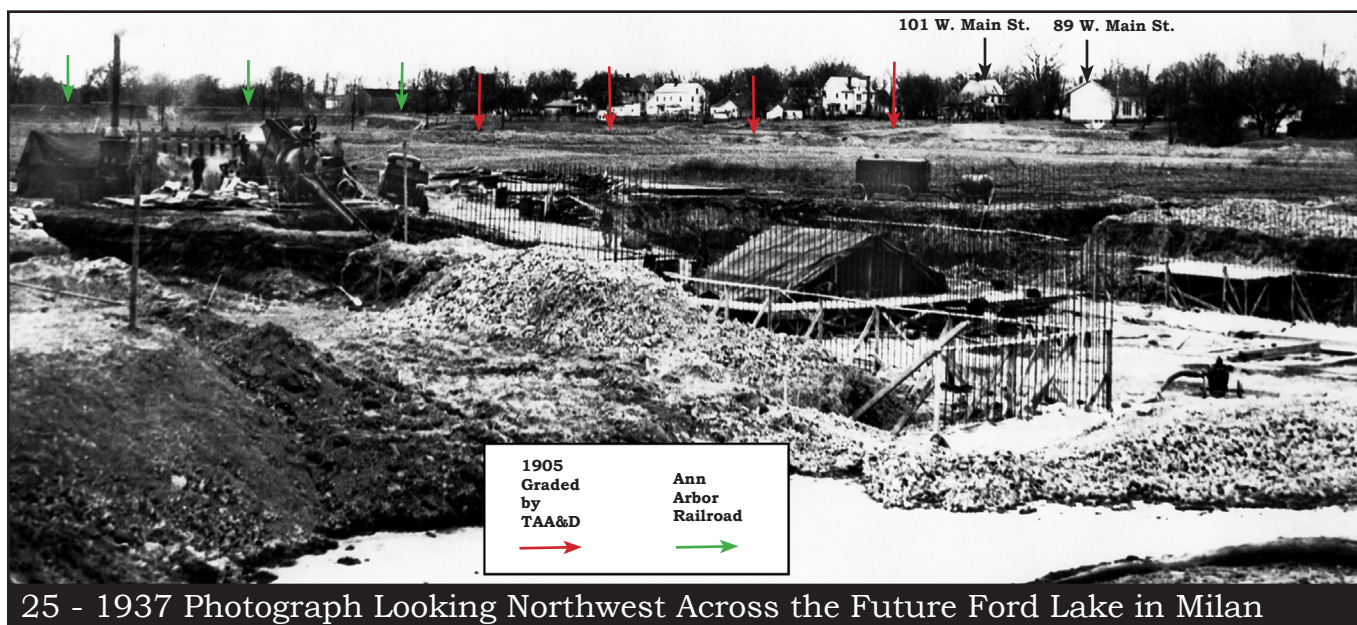 101 W. Main St. 89 W. Main St.
1905
Graded
by
TAA&D
Ann
Arbor
Railroad
25 - 1937 Photograph Looking Northwest Across the Future Ford Lake in Milan